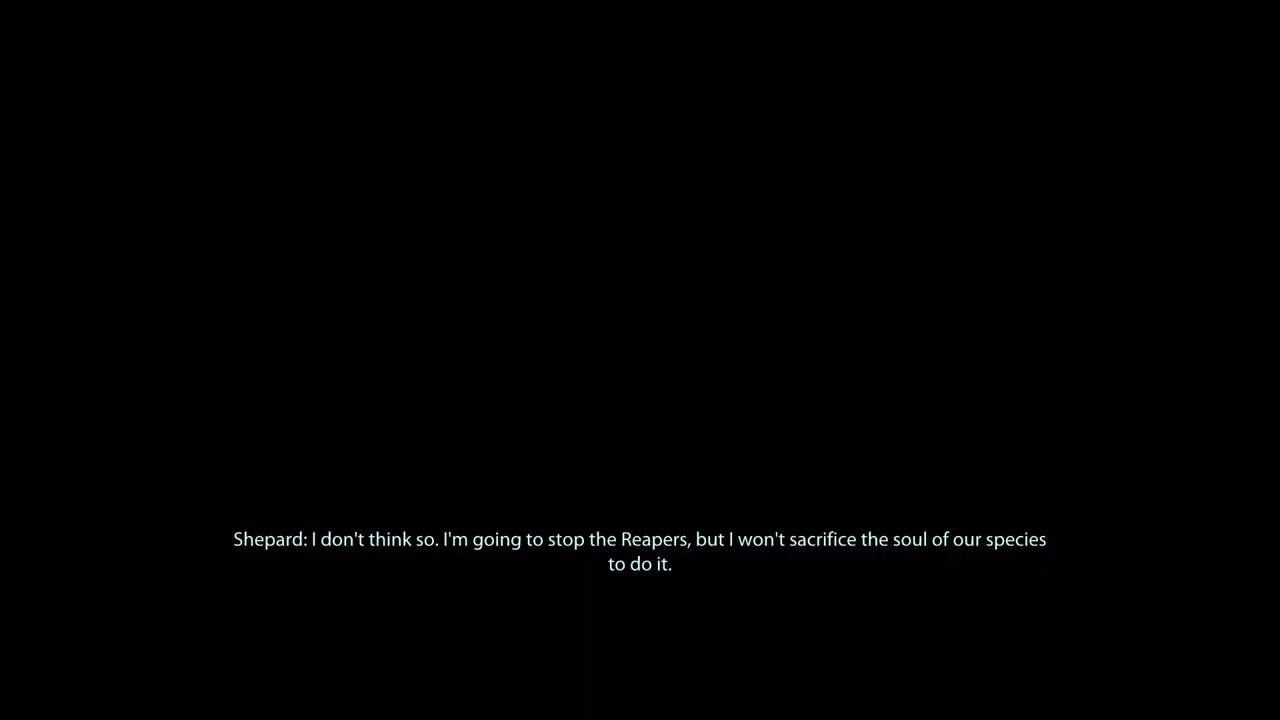 Shepard: I don't think so. I'm going to stop the Reapers, but I won't sacrifice the soul of our species
to do it.